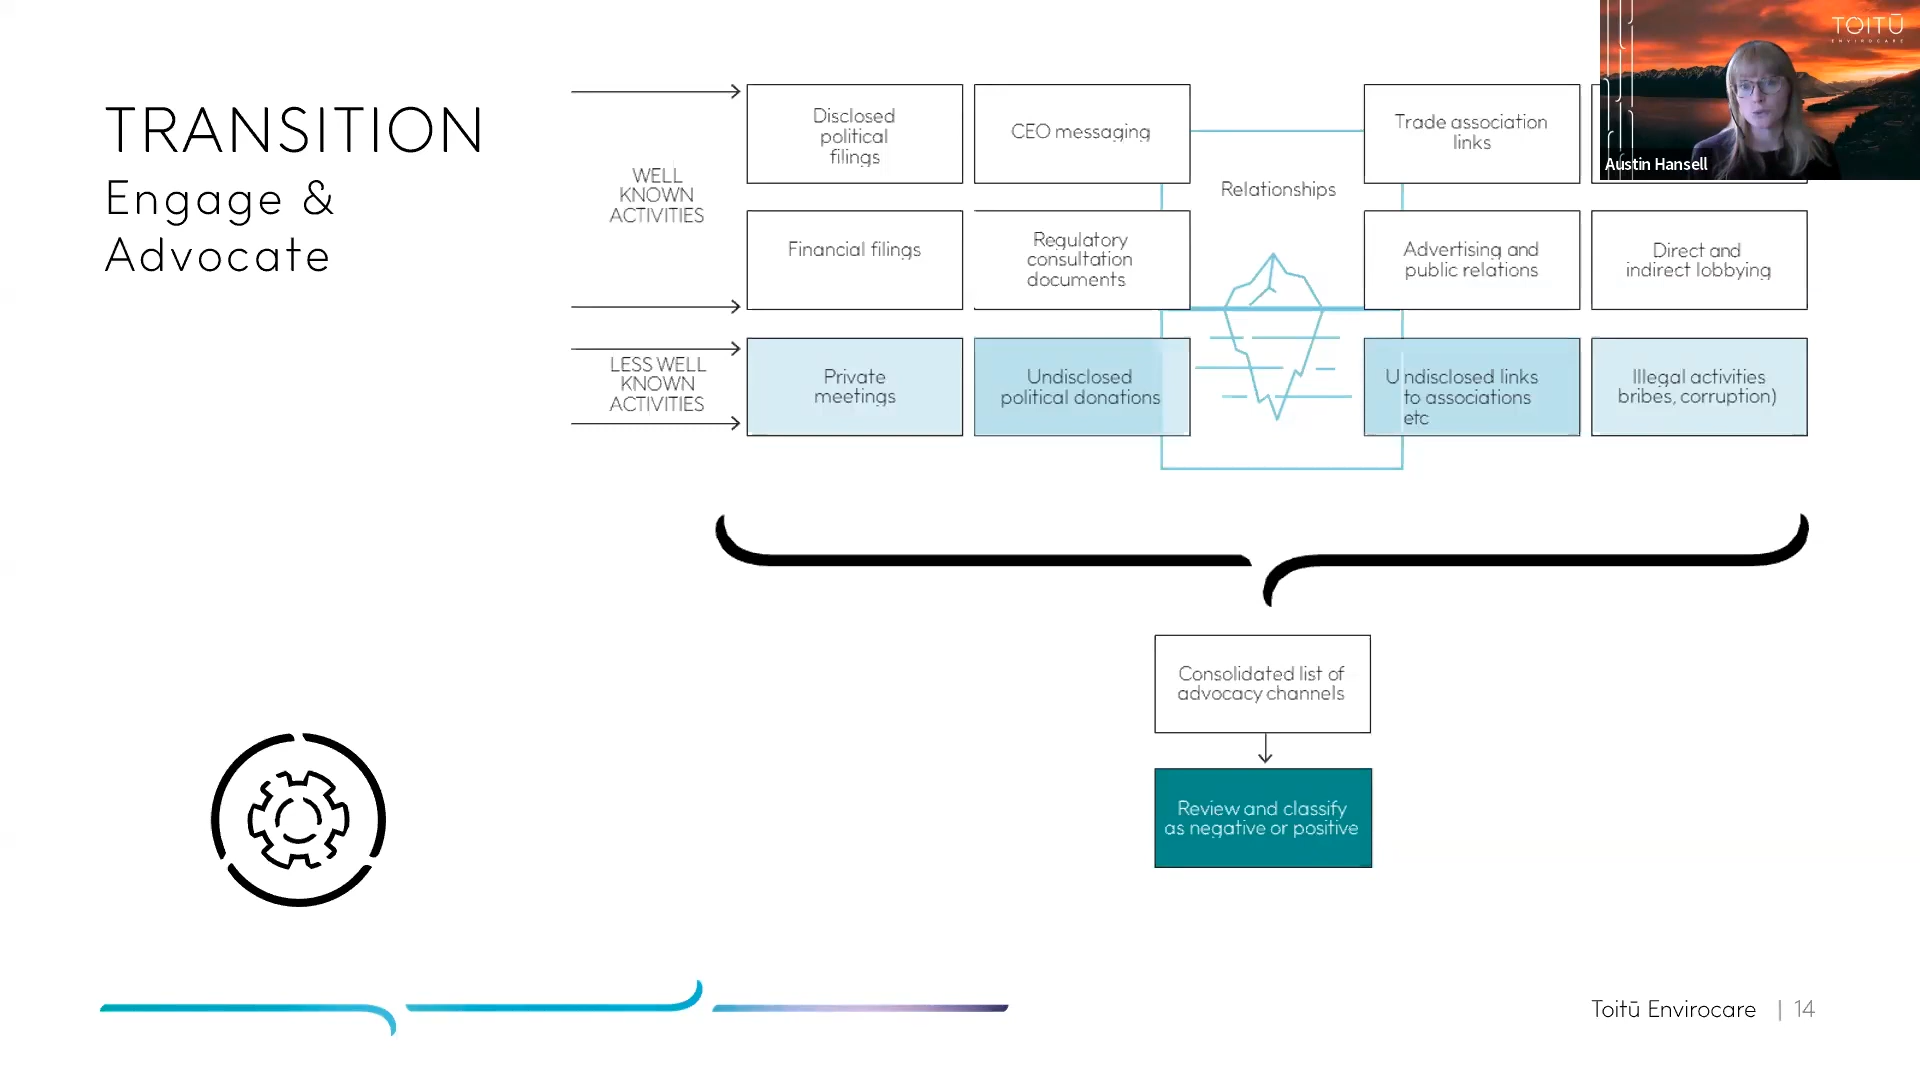 TOITŪ
ENVIROCARE
Austin Hansell
TRANSITION
Engage &
Advocate
WELL
KNOWN
ACTIVITIES
Disclosed
political
filings
CEO messaging
Relationships
Trade association
links
Financial filings
Regulatory
consultation
documents
Advertising and
public relations
Direct and
indirect lobbying
LESS WELL
KNOWN
ACTIVITIES
Private
meetings
Undisclosed
political donations
Undisclosed links
to associations
etc
Illegal activities
bribes, corruption)
Consolidated list of
advocacy channels
Review and classify
as negative or positive
Toitū Envirocare | 14